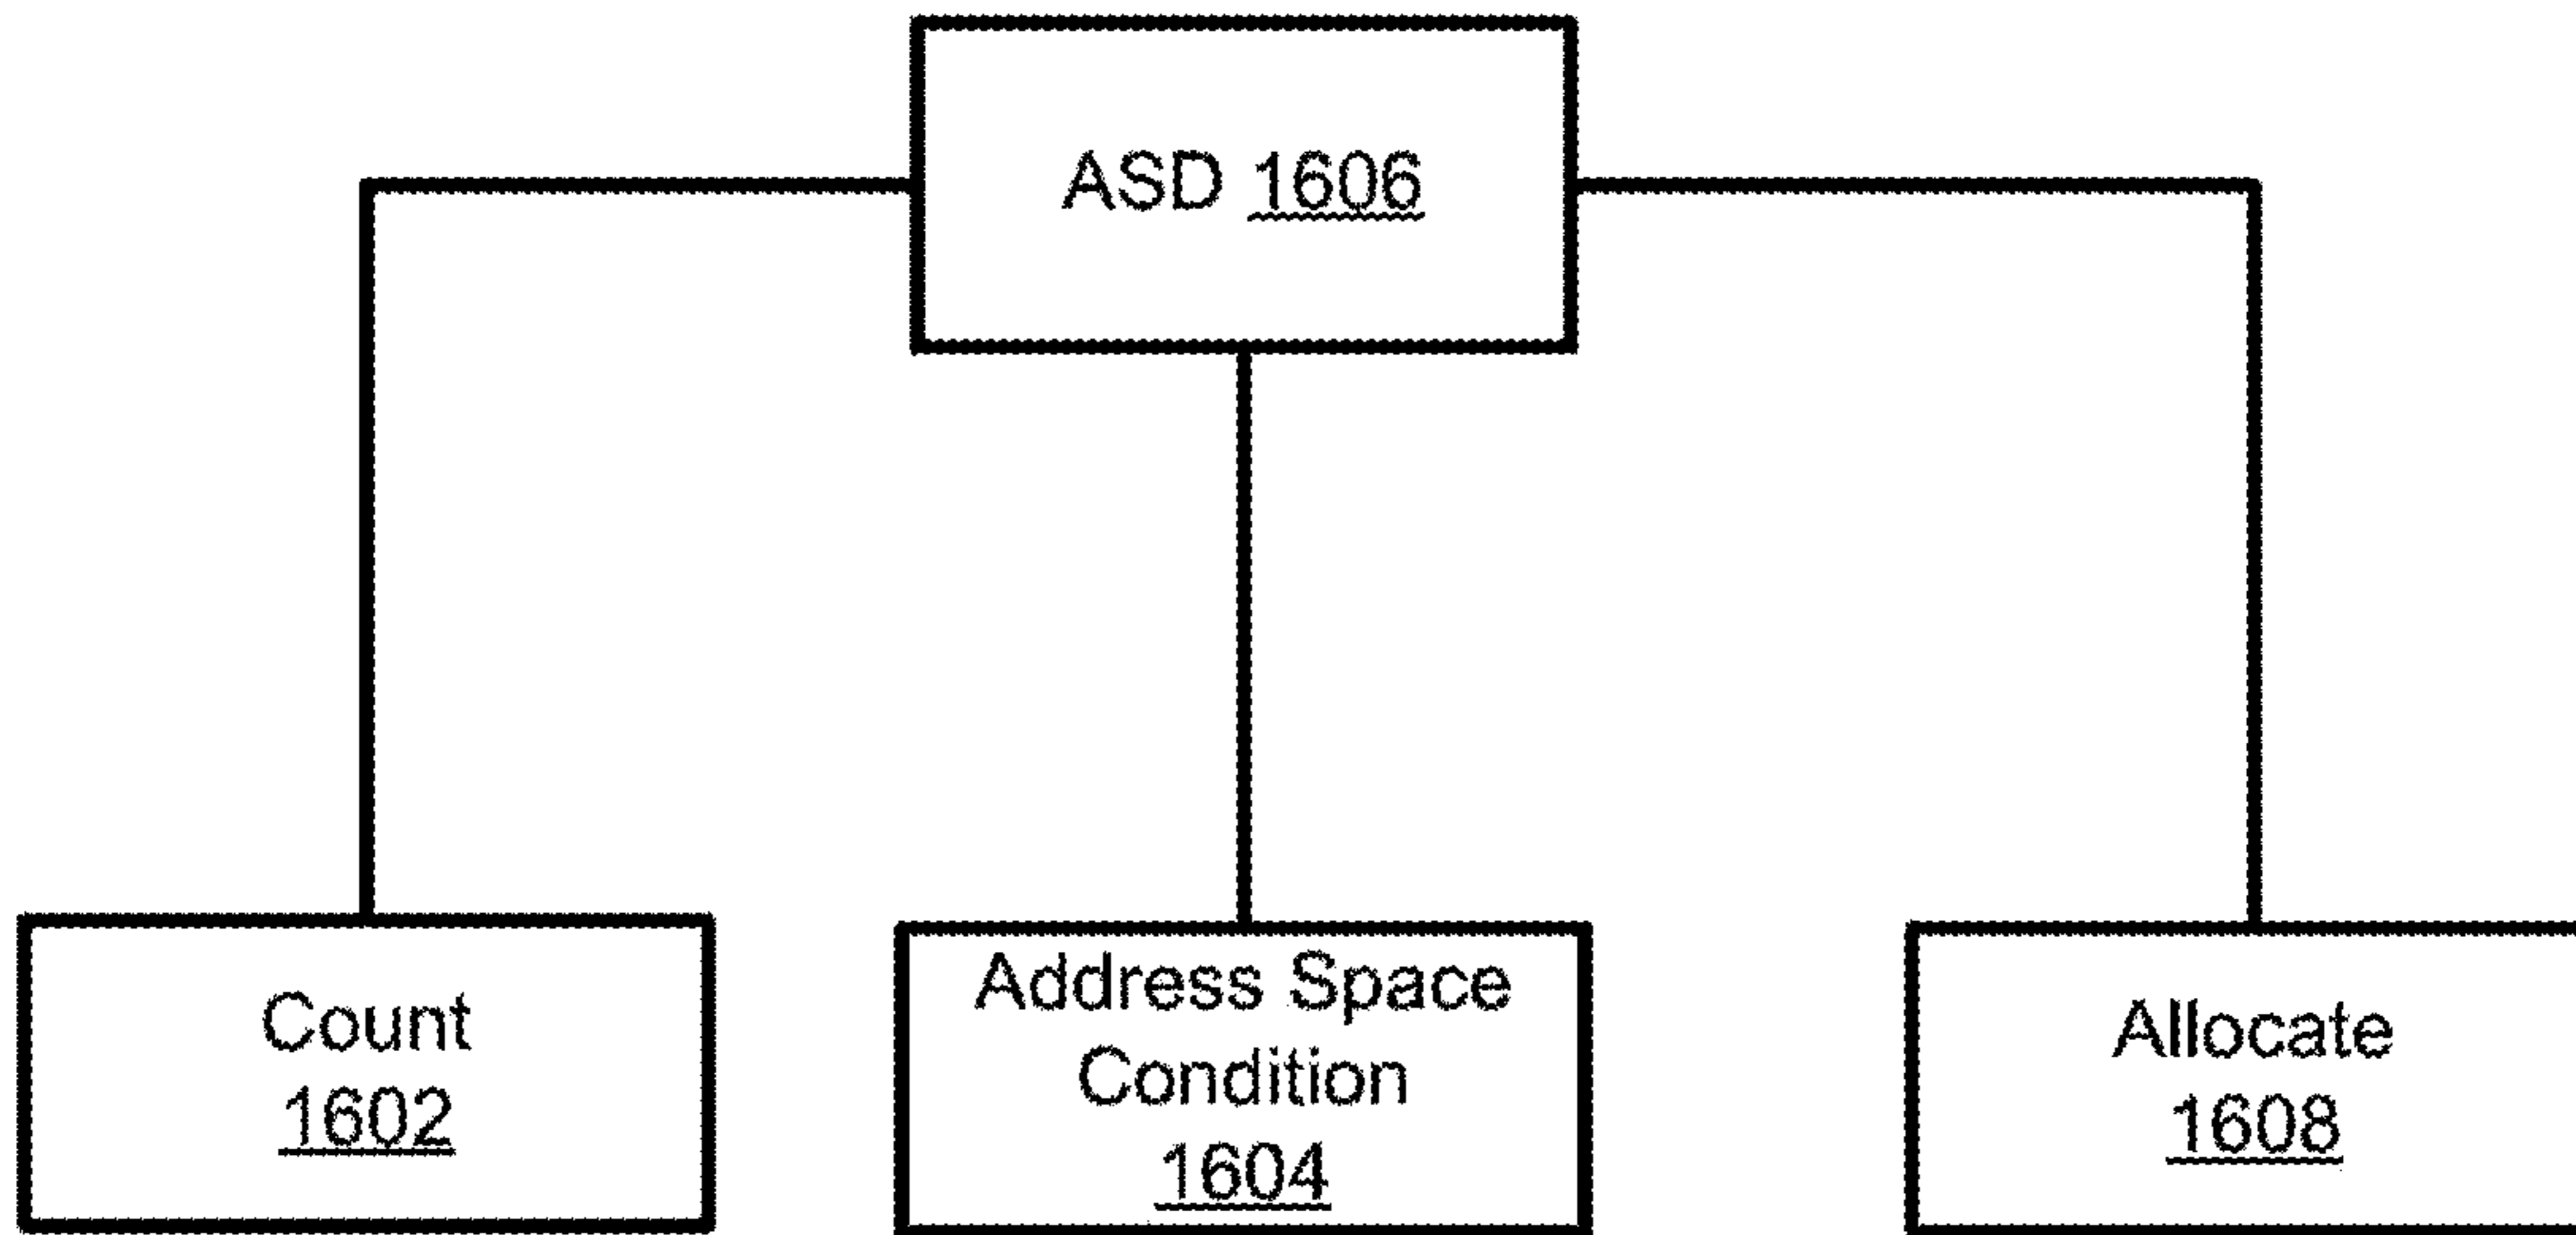 ASD 1606
Count
1602
Address Space
Condition
1604
Allocate
1608